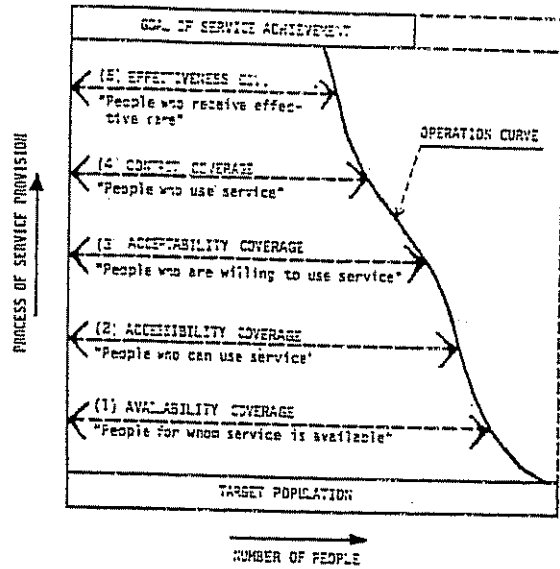 GOAL OF SERVICE ACHIEVEMENT
(5) EFFECTIVENESS
"People who receive effec-
tive care"
OPERATION CURVE
(4) CONTACT COVERAGE
"People who use service"
(3) ACCEPTABILITY COVERAGE
"People who are willing to use service"
(2) ACCESSIBILITY COVERAGE
"People who can use service"
(1) AVAILABILITY COVERAGE
"People for whom service is available"
TARGET POPULATION
PROCESS OF SERVICE PROVISION
NUMBER OF PEOPLE